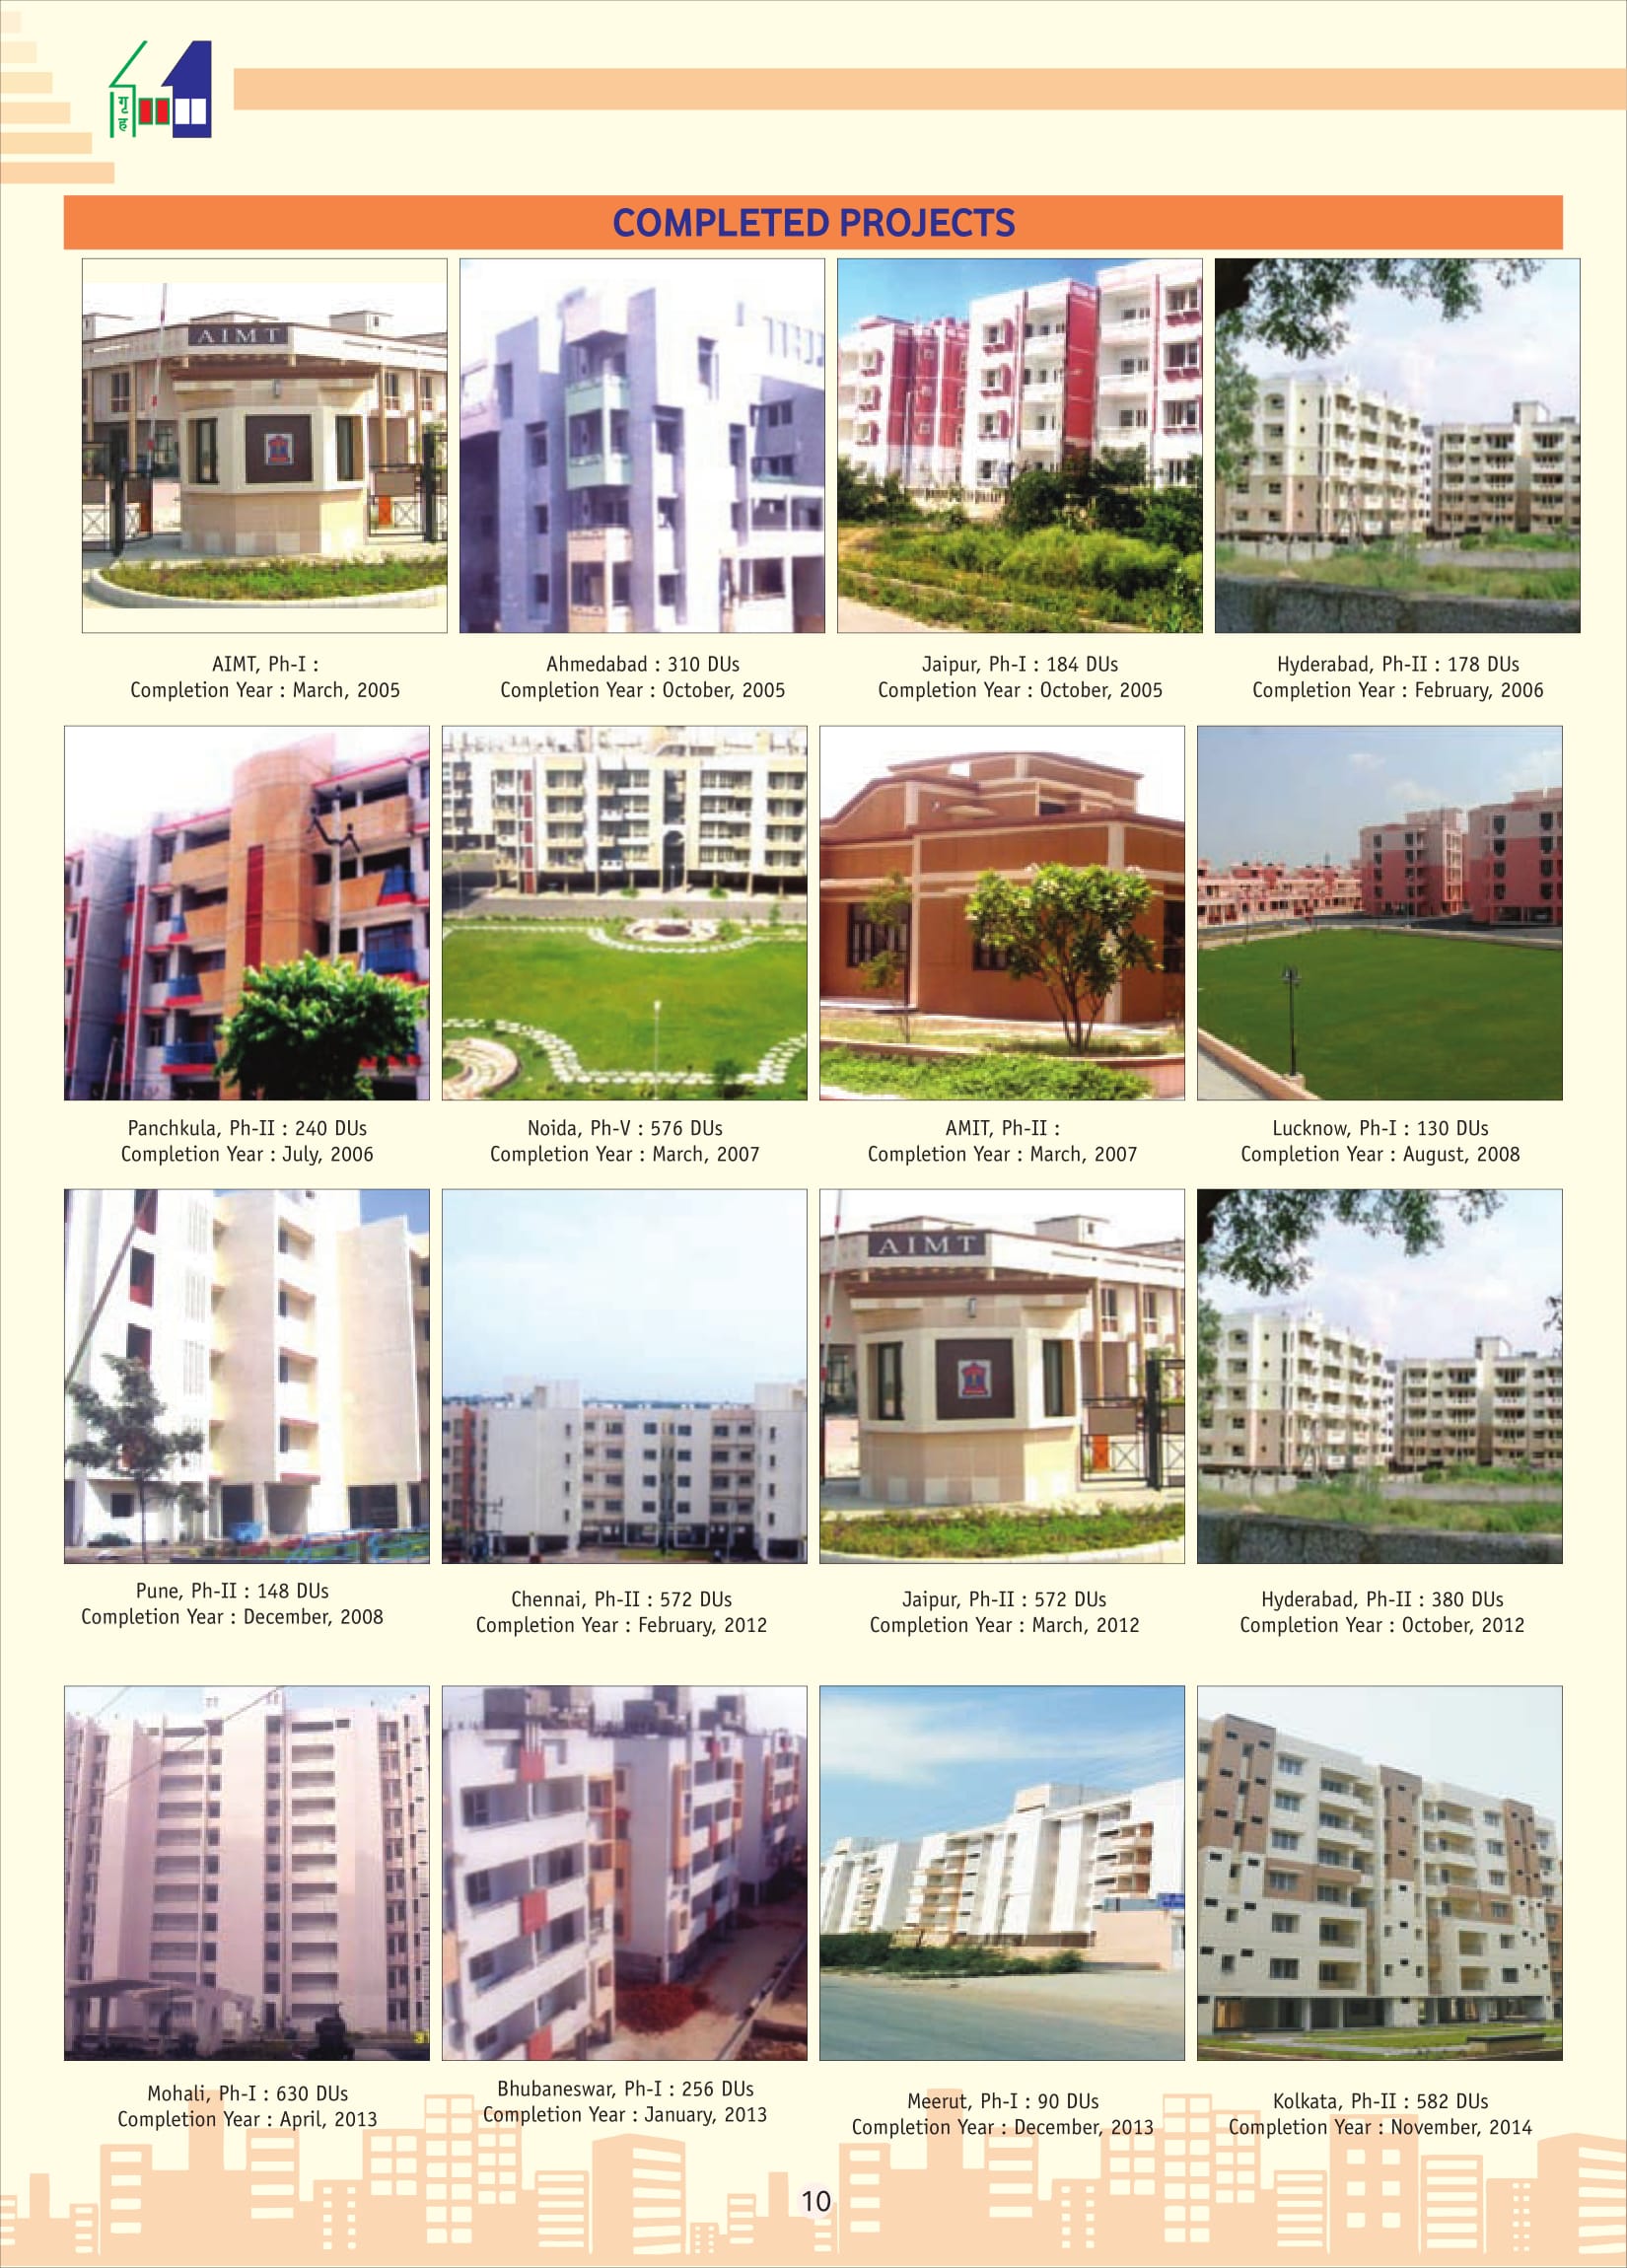 गृह
COMPLETED PROJECTS
AIMT
AIMT, Ph-I :
Completion Year : March, 2005
Ahmedabad : 310 DUs
Completion Year : October, 2005
Jaipur, Ph-I : 184 DUs
Completion Year : October, 2005
Hyderabad, Ph-II : 178 DUs
Completion Year : February, 2006
Panchkula, Ph-II : 240 DUs
Completion Year : July, 2006
Noida, Ph-V : 576 DUs
Completion Year : March, 2007
AMIT, Ph-II :
Completion Year : March, 2007
Lucknow, Ph-I : 130 DUs
Completion Year : August, 2008
AIMT
Pune, Ph-II : 148 DUs
Completion Year : December, 2008
Chennai, Ph-II : 572 DUs
Completion Year : February, 2012
Jaipur, Ph-II : 572 DUs
Completion Year : March, 2012
Hyderabad, Ph-II : 380 DUs
Completion Year : October, 2012
Mohali, Ph-I : 630 DUs
Completion Year : April, 2013
Bhubaneswar, Ph-I : 256 DUs
Completion Year : January, 2013
Meerut, Ph-I : 90 DUs
Completion Year : December, 2013
Kolkata, Ph-II : 582 DUs
Completion Year : November, 2014
10